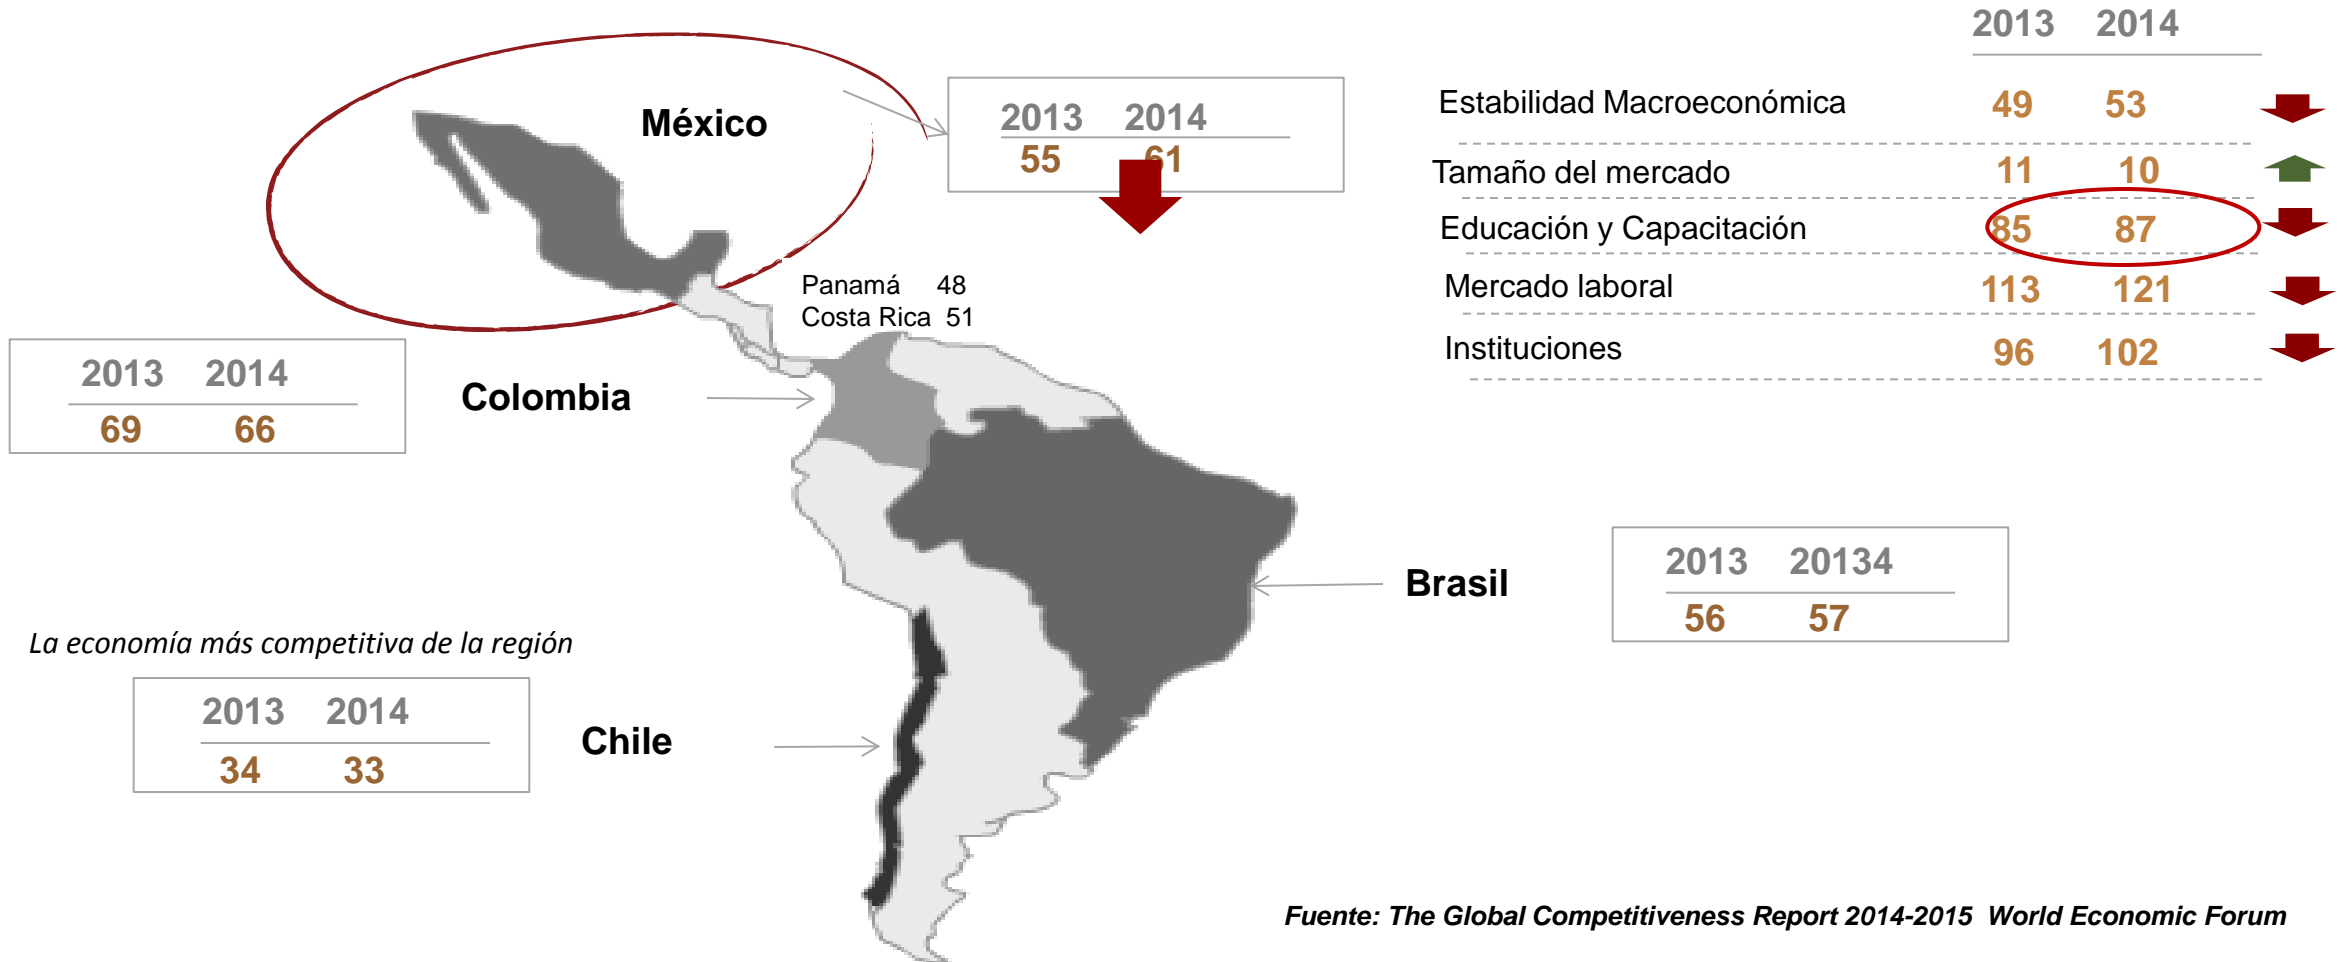 2013 2014
Estabilidad Macroeconómica 49 53
Tamaño del mercado 11 10
Educación y Capacitación 85 87
Mercado laboral 113 121
Instituciones 96 102
México
2013 2014
55 61
Panamá 48
Costa Rica 51
2013 2014
69 66
Colombia
Brasil
2013 20134
56 57
La economía más competitiva de la región
2013 2014
34 33
Chile
Fuente: The Global Competitiveness Report 2014-2015 World Economic Forum